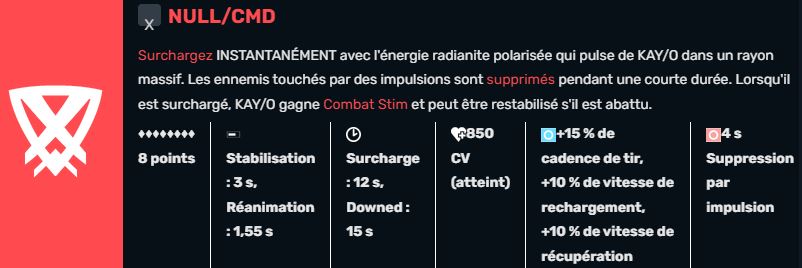 X NULL/CMD
Surchargez INSTANTANÉMENT avec l'énergie radianite polarisée qui pulse de KAY/O dans un rayon
massif. Les ennemis touchés par des impulsions sont supprimés pendant une courte durée. Lorsqu'il
est surchargé, KAY/O gagne Combat Stim et peut être restabilisé s'il est abattu.
8 points
Stabilisation
: 3 s,
Réanimation
: 1,55 s
Surcharge
: 12 s,
Downed :
15 s
850
CV
(atteint)
+15 % de
cadence de tir,
+10 % de vitesse de
rechargement,
+10 % de vitesse de
récupération
4 s
Suppression
par
impulsion